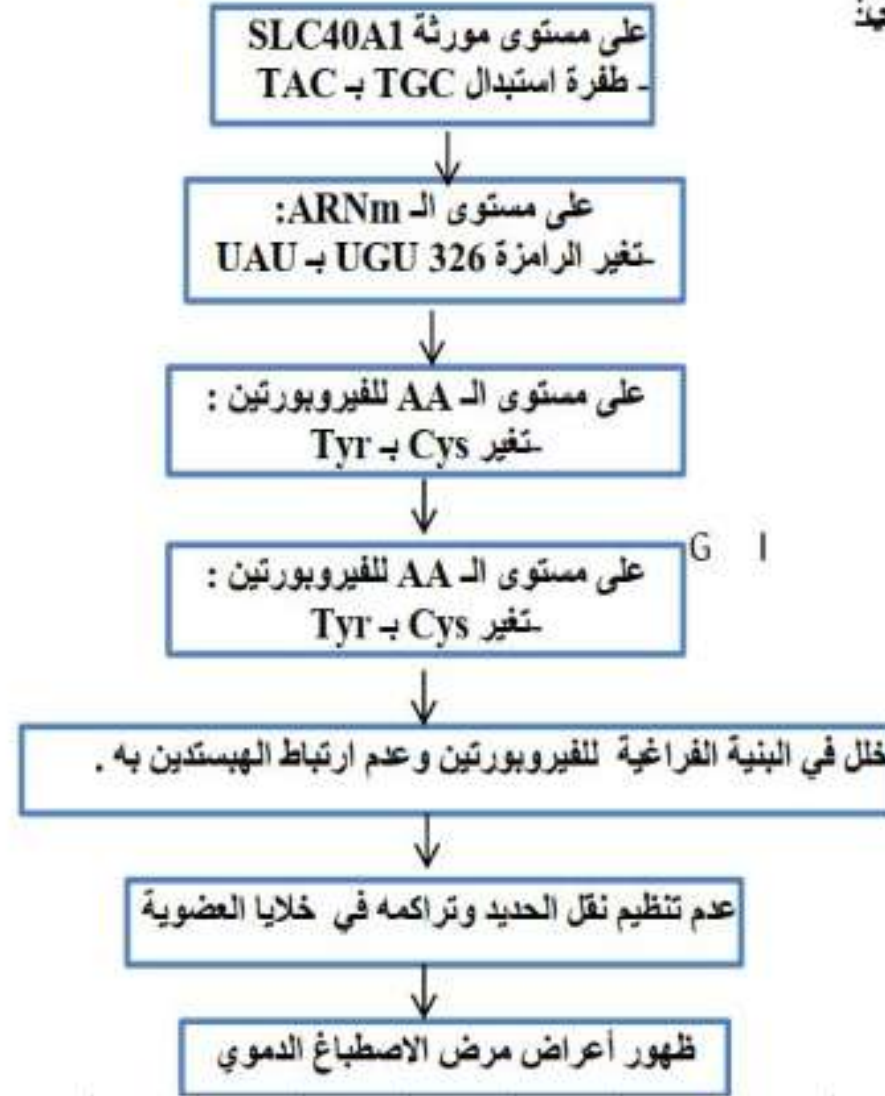 على مستوى مورثة SLC40A1
- طفرة استبدال TGC بـ TAC
على مستوى الـ ARNm:
-تغير الرامزة UGU 326 بـ UAU
على مستوى الـ AA للفيروبورتين :
-تغير Cys بـ Tyr
على مستوى الـ AA للفيروبورتين :
-تغير Cys بـ Tyr
G I
خلل في البنية الفراغية للفيروبورتين وعدم ارتباط الهبستدين به .
عدم تنظيم نقل الحديد وتراكمه في خلايا العضوية
ظهور أعراض مرض الاصطباغ الدموي